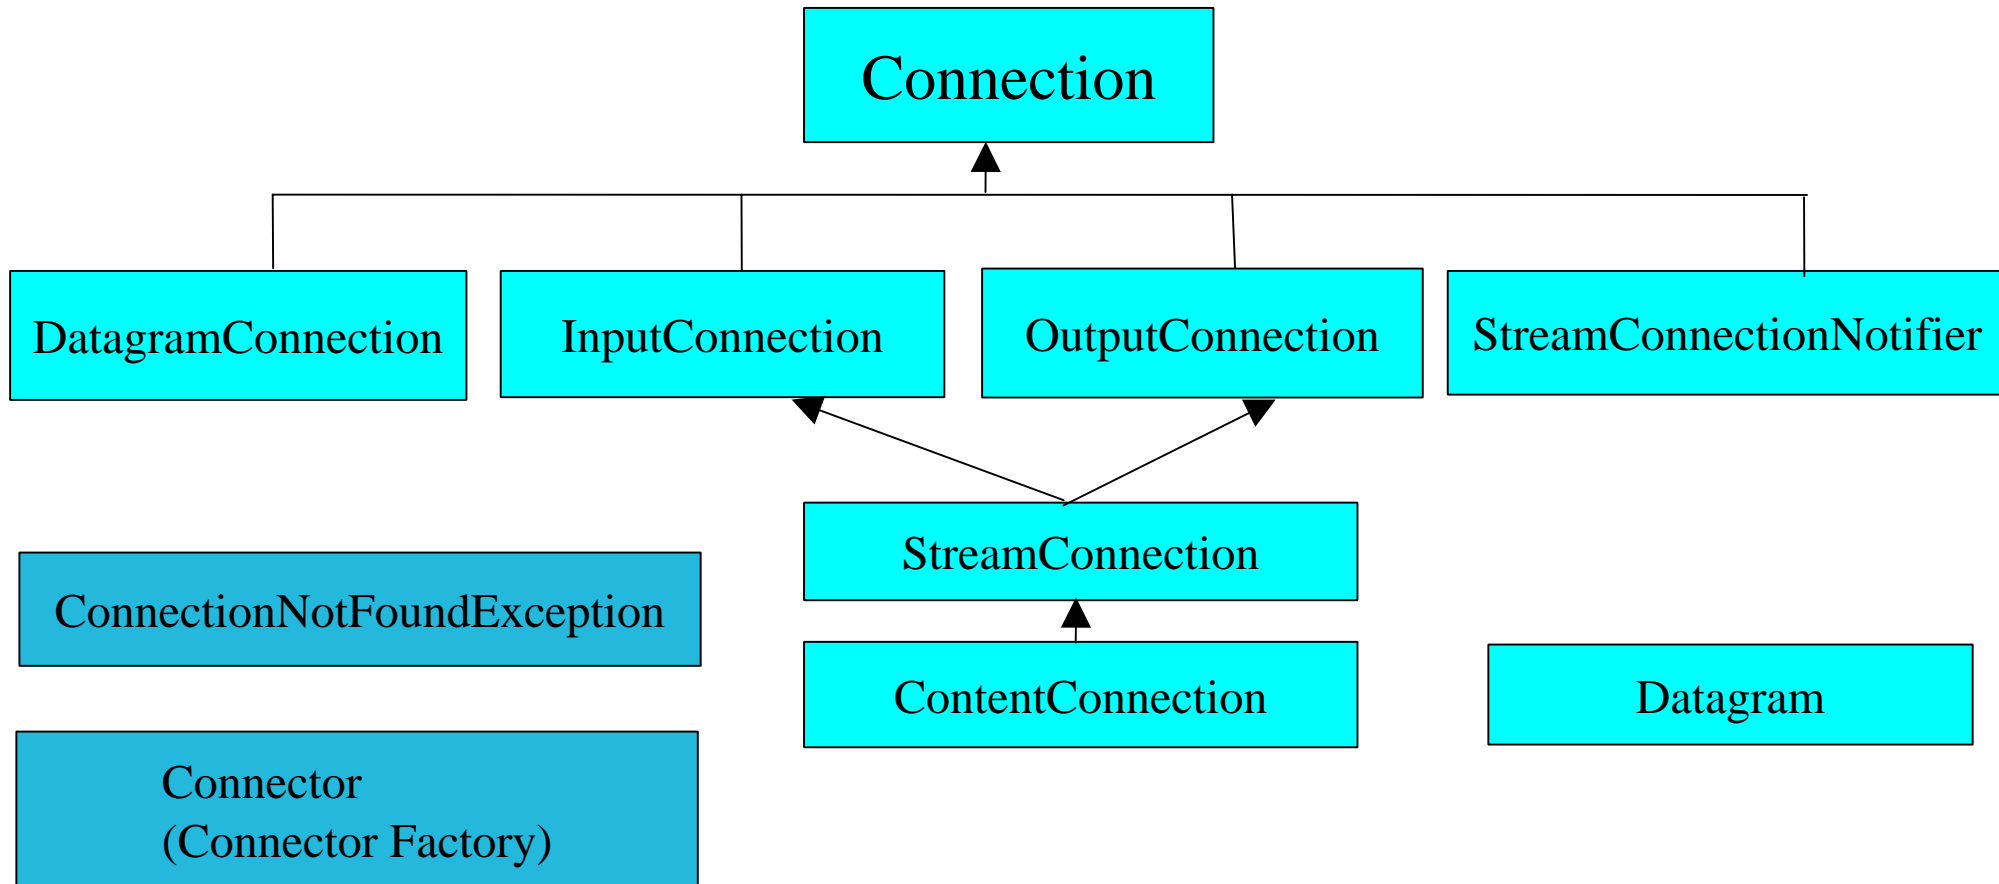 Connection
DatagramConnection
InputConnection
OutputConnection
StreamConnectionNotifier
StreamConnection
ConnectionNotFoundException
ContentConnection
Datagram
Connector
(Connector Factory)